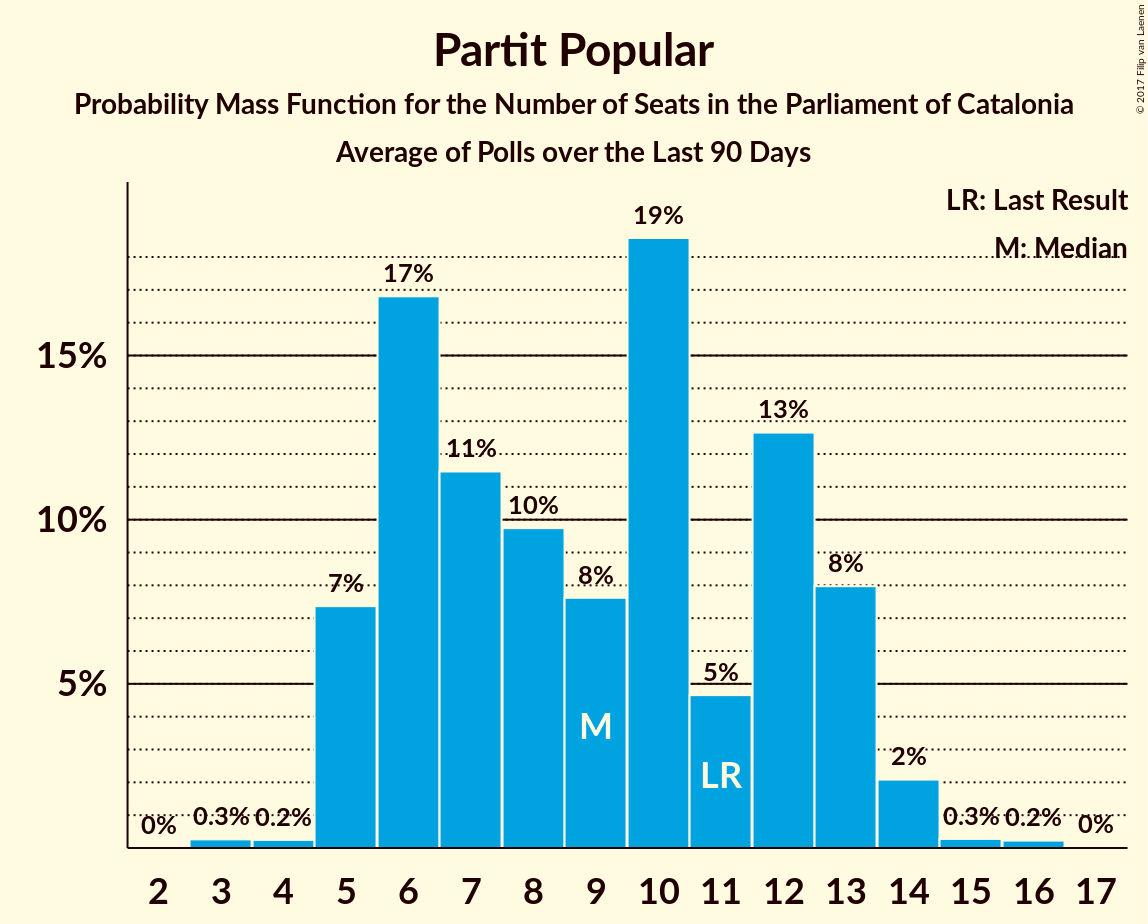 Partit Popular
Probability Mass Function for the Number of Seats in the Parliament of Catalonia
Average of Polls over the Last 90 Days
© 2017 Filip van Laenen
LR: Last Result
M: Median
15%
10%
5%
0%
0.3%
0.2%
7%
17%
11%
10%
8%
19%
5%
13%
8%
2%
0.3%
0.2%
0%
M
LR
2 3 4 5 6 7 8 9 10 11 12 13 14 15 16 17